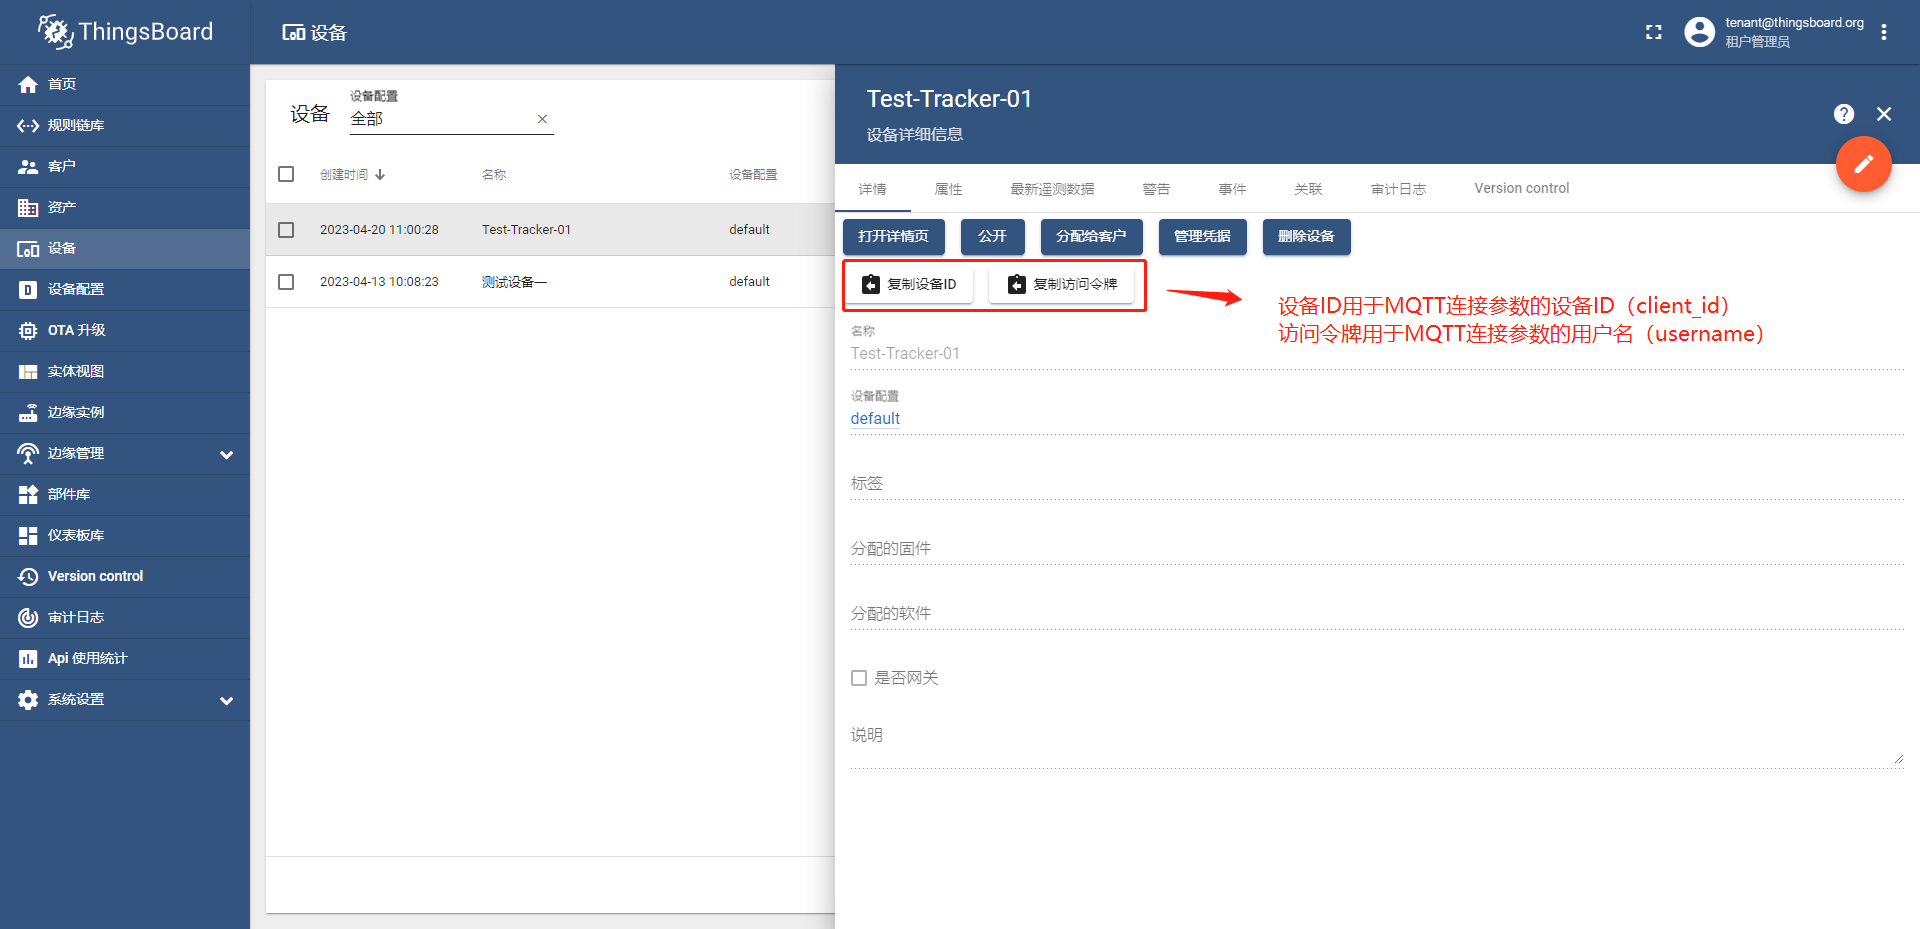 ThingsBoard
首页
规则链库
客户
资产
设备
设备配置
OTA 升级
实体视图
边缘实例
边缘管理
部件库
仪表板库
Version control
审计日志
Api 使用统计
系统设置
设备
tenant@thingsboard.org
租户管理员
设备
设备配置
全部
创建时间 名称 设备配置
2023-04-20 11:00:28 Test-Tracker-01 default
2023-04-13 10:08:23 测试设备一 default
Test-Tracker-01
设备详细信息
详情 属性 最新遥测数据 警告 事件 关联 审计日志 Version control
打开详情页 公开 分配给客户 管理凭据 删除设备
复制设备ID 复制访问令牌
设备ID用于MQTT连接参数的设备ID（client_id）
访问令牌用于MQTT连接参数的用户名（username）
名称
Test-Tracker-01
设备配置
default
标签
分配的固件
分配的软件
是否网关
说明